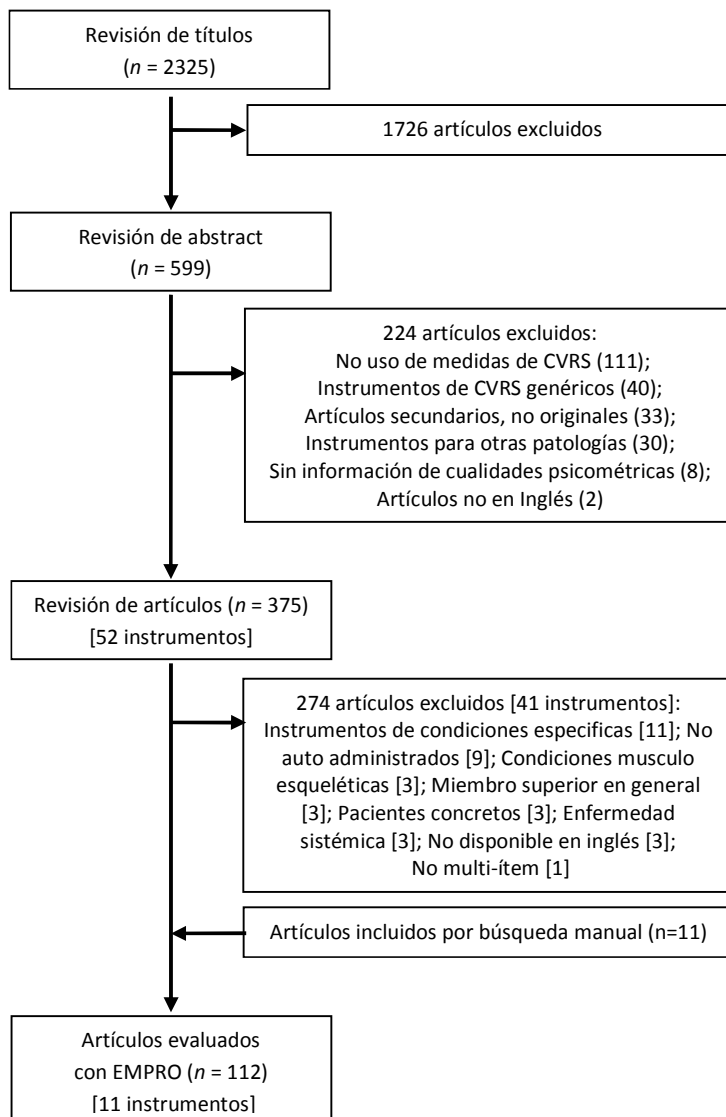 Revisión de títulos
(n = 2325)
1726 artículos excluidos
Revisión de abstract
(n = 599)
224 artículos excluidos:
No uso de medidas de CVRS (111);
Instrumentos de CVRS genéricos (40);
Artículos secundarios, no originales (33);
Instrumentos para otras patologías (30);
Sin información de cualidades psicométricas (8);
Artículos no en Inglés (2)
Revisión de artículos (n = 375)
[52 instrumentos]
274 artículos excluidos [41 instrumentos]:
Instrumentos de condiciones especificas [11]; No
auto administrados [9]; Condiciones musculo
esqueléticas [3]; Miembro superior en general
[3]; Pacientes concretos [3]; Enfermedad
sistémica [3]; No disponible en inglés [3];
No multi-ítem [1]
Artículos incluidos por búsqueda manual (n=11)
Artículos evaluados
con EMPRO (n = 112)
[11 instrumentos]